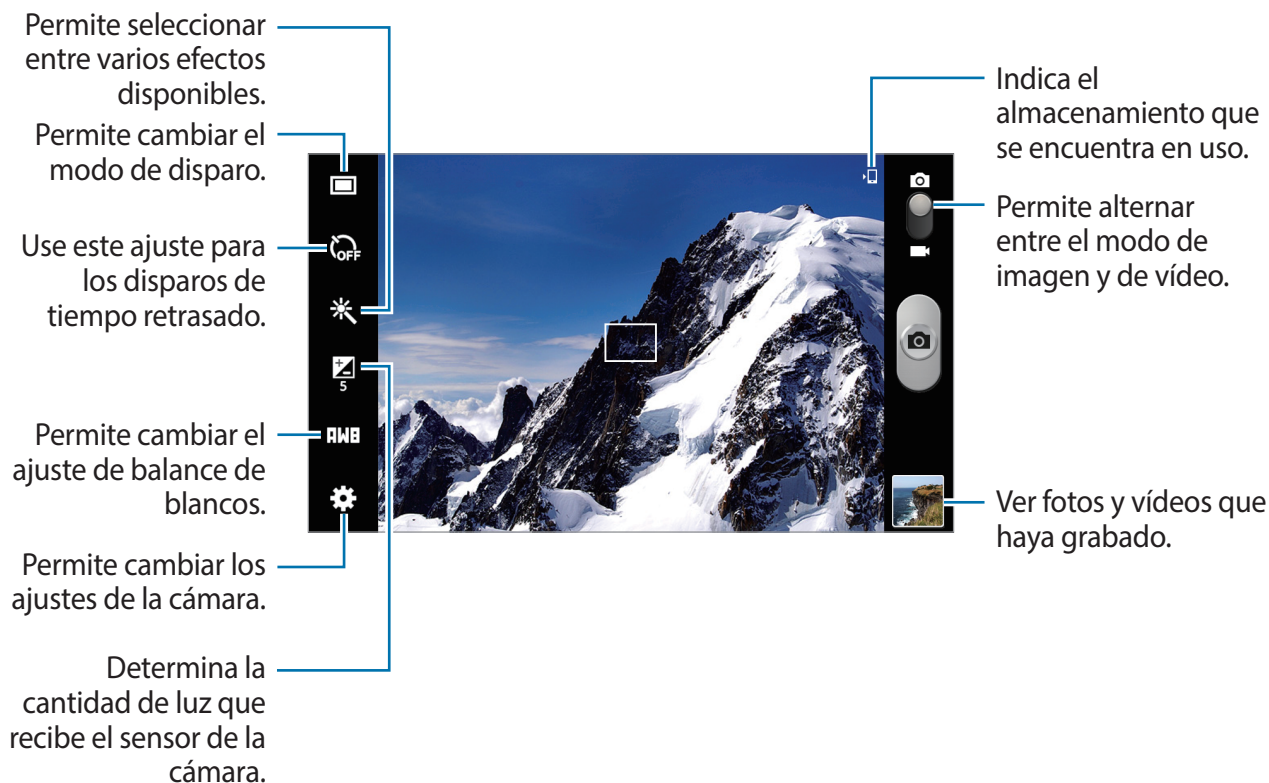 Permite seleccionar
entre varios efectos
disponibles.
Permite cambiar el
modo de disparo.
Use este ajuste para
los disparos de
tiempo retrasado.
Permite cambiar el
ajuste de balance de
blancos.
Permite cambiar los
ajustes de la cámara.
Determina la
cantidad de luz que
recibe el sensor de la
cámara.
OFF
5
AWB
Indica el
almacenamiento que
se encuentra en uso.
Permite alternar
entre el modo de
imagen y de vídeo.
Ver fotos y vídeos que
haya grabado.